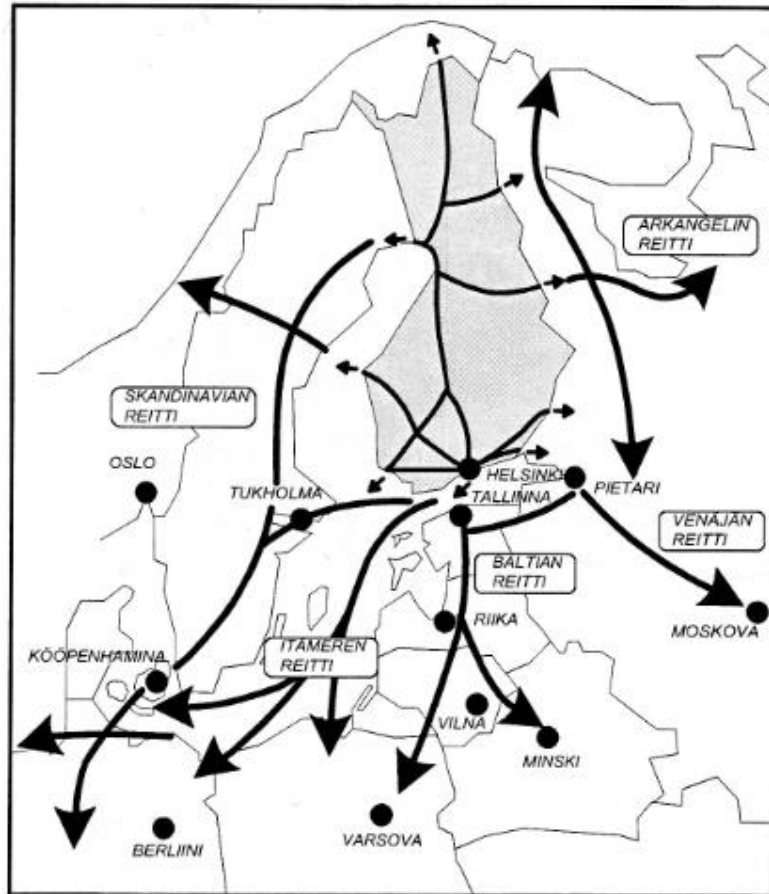 ARKANGELIN
REITTI
SKANDINAVIAN
REITTI
OSLO
TUKHOLMA
HELSINKI
TALLINNA
PIETARI
VENÄJÄN
REITTI
BALTIAN
REITTI
MOSKOVA
RIIKA
ITÄMEREN
REITTI
KÖÖPENHAMINA
VILNA
MINSKI
BERLIINI
VARSOVA